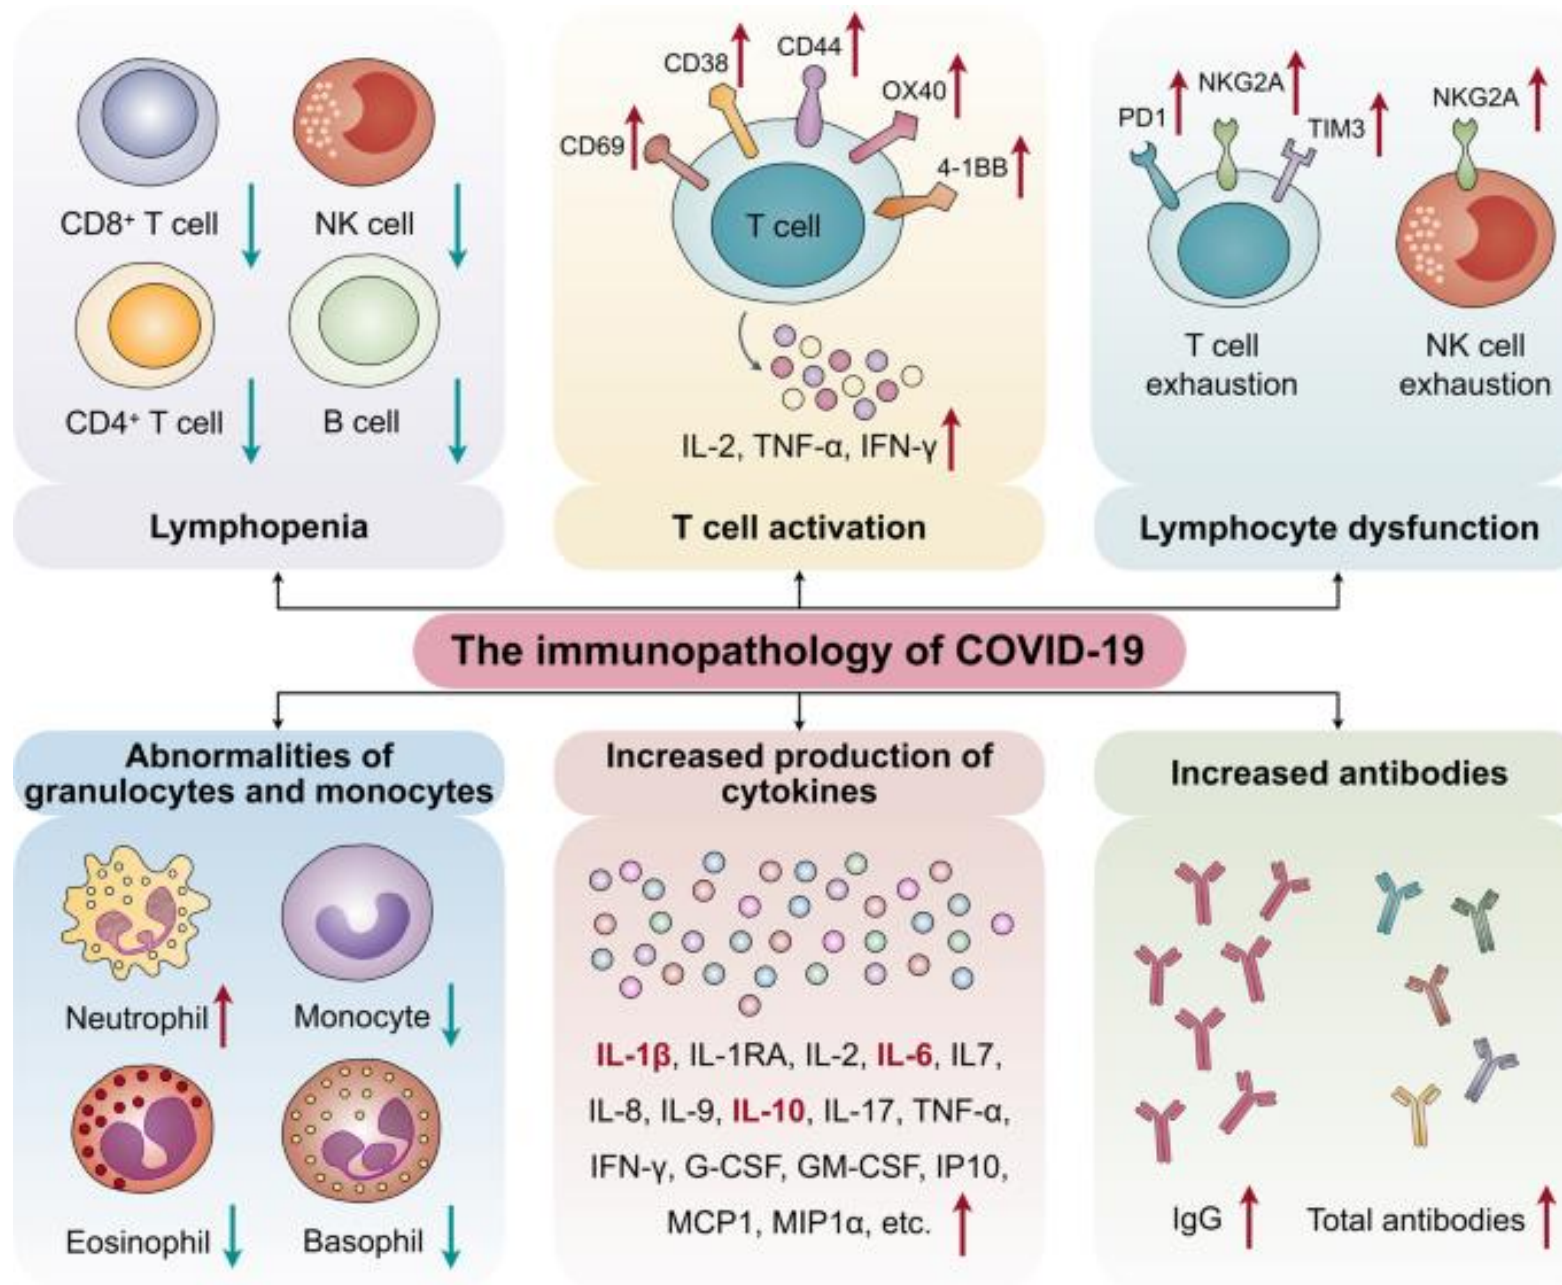 CD8⁺ T cell
NK cell
CD4⁺ T cell
B cell
Lymphopenia
CD69
CD38
CD44
OX40
4-1BB
T cell
IL-2, TNF-α, IFN-γ
T cell activation
PD1
NKG2A
TIM3
NKG2A
T cell
exhaustion
NK cell
exhaustion
Lymphocyte dysfunction
The immunopathology of COVID-19
Abnormalities of
granulocytes and monocytes
Neutrophil
Monocyte
Eosinophil
Basophil
Increased production of
cytokines
IL-1β, IL-1RA, IL-2, IL-6, IL7,
IL-8, IL-9, IL-10, IL-17, TNF-α,
IFN-γ, G-CSF, GM-CSF, IP10,
MCP1, MIP1α, etc.
Increased antibodies
IgG
Total antibodies